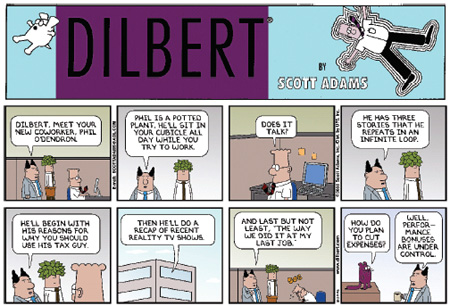 DILBERT®
BY
SCOTT ADAMS
DILBERT, MEET YOUR
NEW COWORKER, PHIL
O'DENDRON.
PHIL IS A POTTED
PLANT. HE'LL SIT IN
YOUR CUBICLE ALL
DAY WHILE YOU
TRY TO WORK.
DOES IT
TALK?
HE HAS THREE
STORIES THAT HE
REPEATS IN AN
INFINITE LOOP.
HE'LL BEGIN WITH
HIS REASONS FOR
WHY YOU SHOULD
USE HIS TAX GUY.
THEN HE'LL DO A
RECAP OF RECENT
REALITY TV SHOWS.
AND LAST BUT NOT
LEAST, "THE WAY
WE DID IT AT MY
LAST JOB."
HOW DO
YOU PLAN
TO CUT
EXPENSES?
WELL,
PERFOR-
MANCE
BONUSES
ARE UNDER
CONTROL.